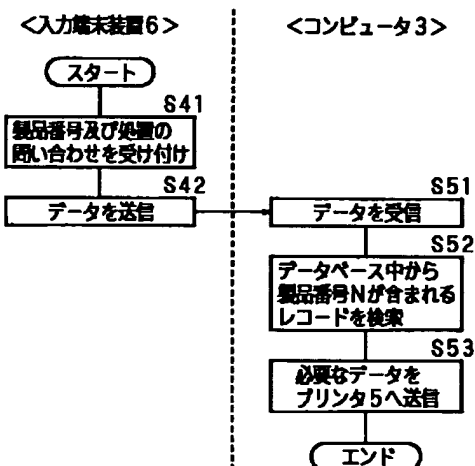 <入力端末装置6>
スタート
S41
製品番号及び処置の
問い合わせを受け付け
S42
データを送信
<コンピュータ3>
S51
データを受信
S52
データベース中から
製品番号Nが含まれる
レコードを検索
S53
必要なデータを
プリンタ5へ送信
エンド